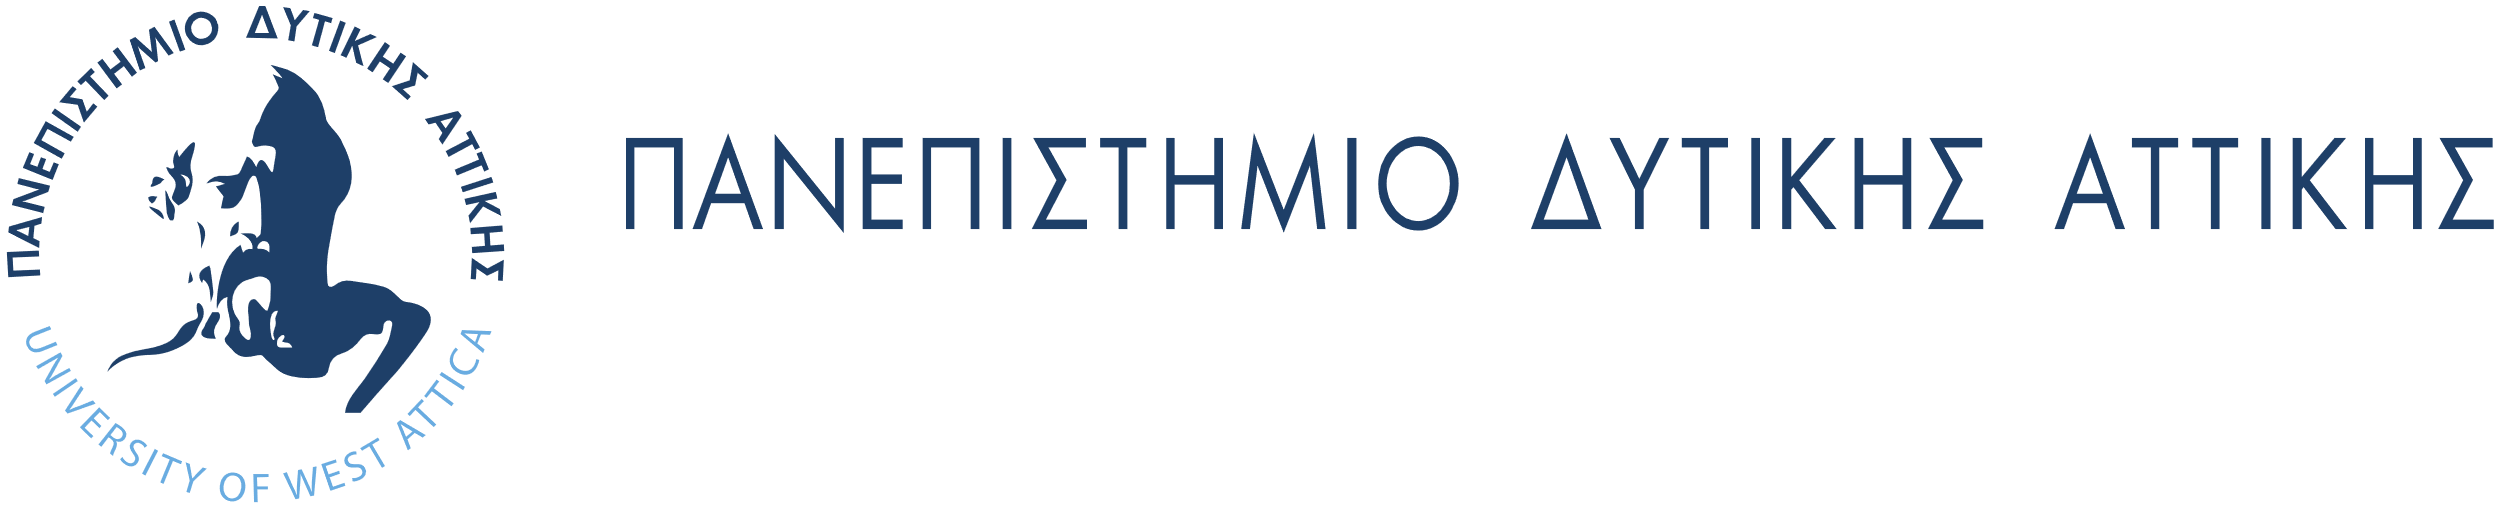 ΠΑΝΕΠΙΣΤΗΜΙΟ ΔΥΤΙΚΗΣ ΑΤΤΙΚΗΣ
UNIVERSITY OF WEST ATTICA
ΠΑΝΕΠΙΣΤΗΜΙΟ ΔΥΤΙΚΗΣ ΑΤΤΙΚΗΣ